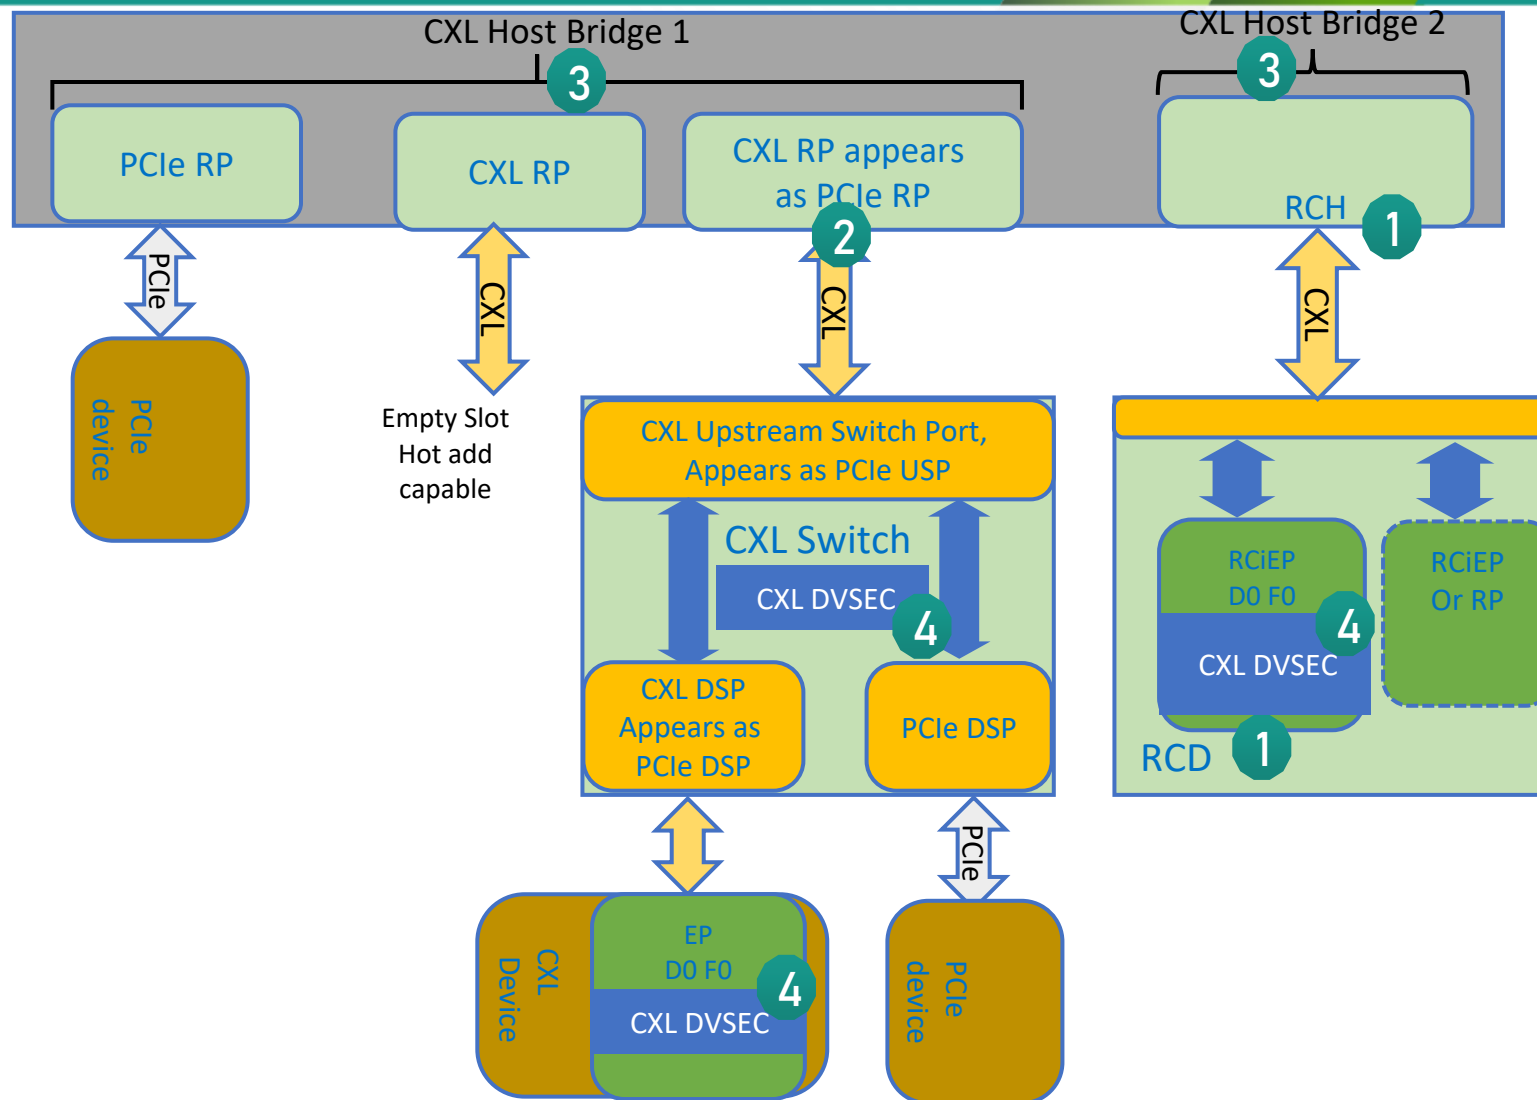 CXL Host Bridge 1
3
CXL Host Bridge 2
3
PCIe RP
CXL RP
CXL RP appears
as PCIe RP
2
RCH
1
PCIe
CXL
CXL
CXL
PCIe
device
Empty Slot
Hot add
capable
CXL Upstream Switch Port,
Appears as PCIe USP
CXL Switch
CXL DVSEC
4
CXL DSP
Appears as
PCIe DSP
PCIe DSP
RCiEP
D0 F0
4
CXL DVSEC
1
RCD
RCiEP
Or RP
PCIe
CXL
Device
EP
D0 F0
4
CXL DVSEC
PCIe
device